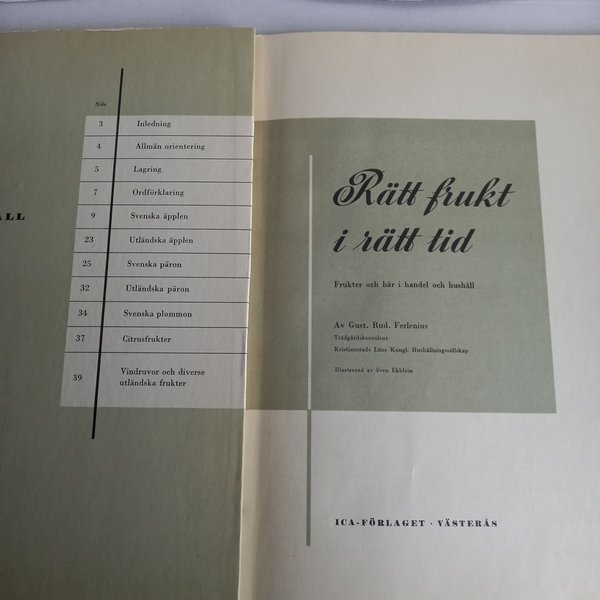 ALL
Sida
3 Inledning
4 Allmän orientering
5 Lagring
7 Ordförklaring
9 Svenska äpplen
23 Utländska äpplen
25 Svenska päron
32 Utländska päron
34 Svenska plommon
37 Citrusfrukter
39 Vindruvor och diverse
utländska frukter
Rätt frukt
i rätt tid
Frukter och bär i handel och hushåll
Av Gust. Rud. Ferlenius
Trädgårdskonsulent
Kristianstads Läns Kungl. Hushållningssällskap
Illustrerad av Sven Ekblom
ICA-FÖRLAGET · VÄSTERÅS